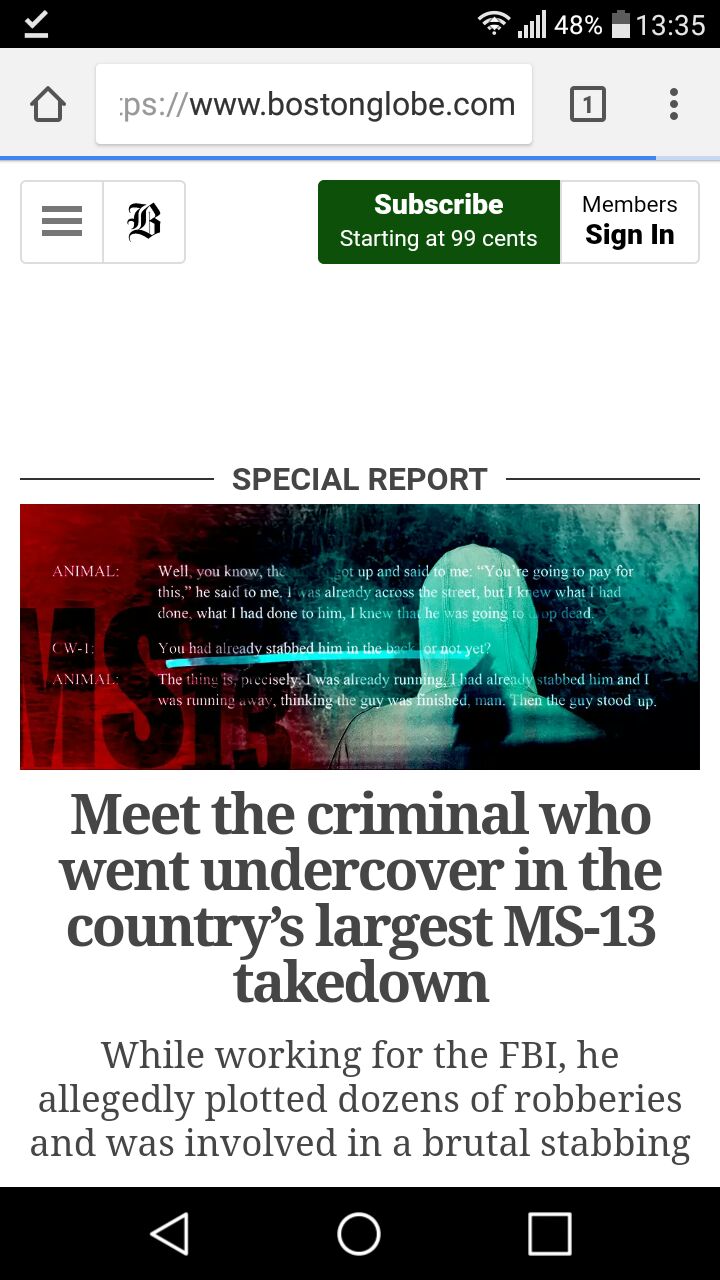 48% 13:35
:ps://www.bostonglobe.com 1
B
Subscribe
Starting at 99 cents
Members
Sign In
SPECIAL REPORT
ANIMAL: Well, you know, the got up and said to me: “You’re going to pay for
this,” he said to me. I was already across the street, but I knew what I had
done, what I had done to him, I knew that he was going to drop dead.
CW-1: You had already stabbed him in the back or not yet?
ANIMAL: The thing is, precisely, I was already running. I had already stabbed him and I
was running away, thinking the guy was finished, man. Then the guy stood up.
MS13
Meet the criminal who
went undercover in the
country’s largest MS-13
takedown
While working for the FBI, he
allegedly plotted dozens of robberies
and was involved in a brutal stabbing